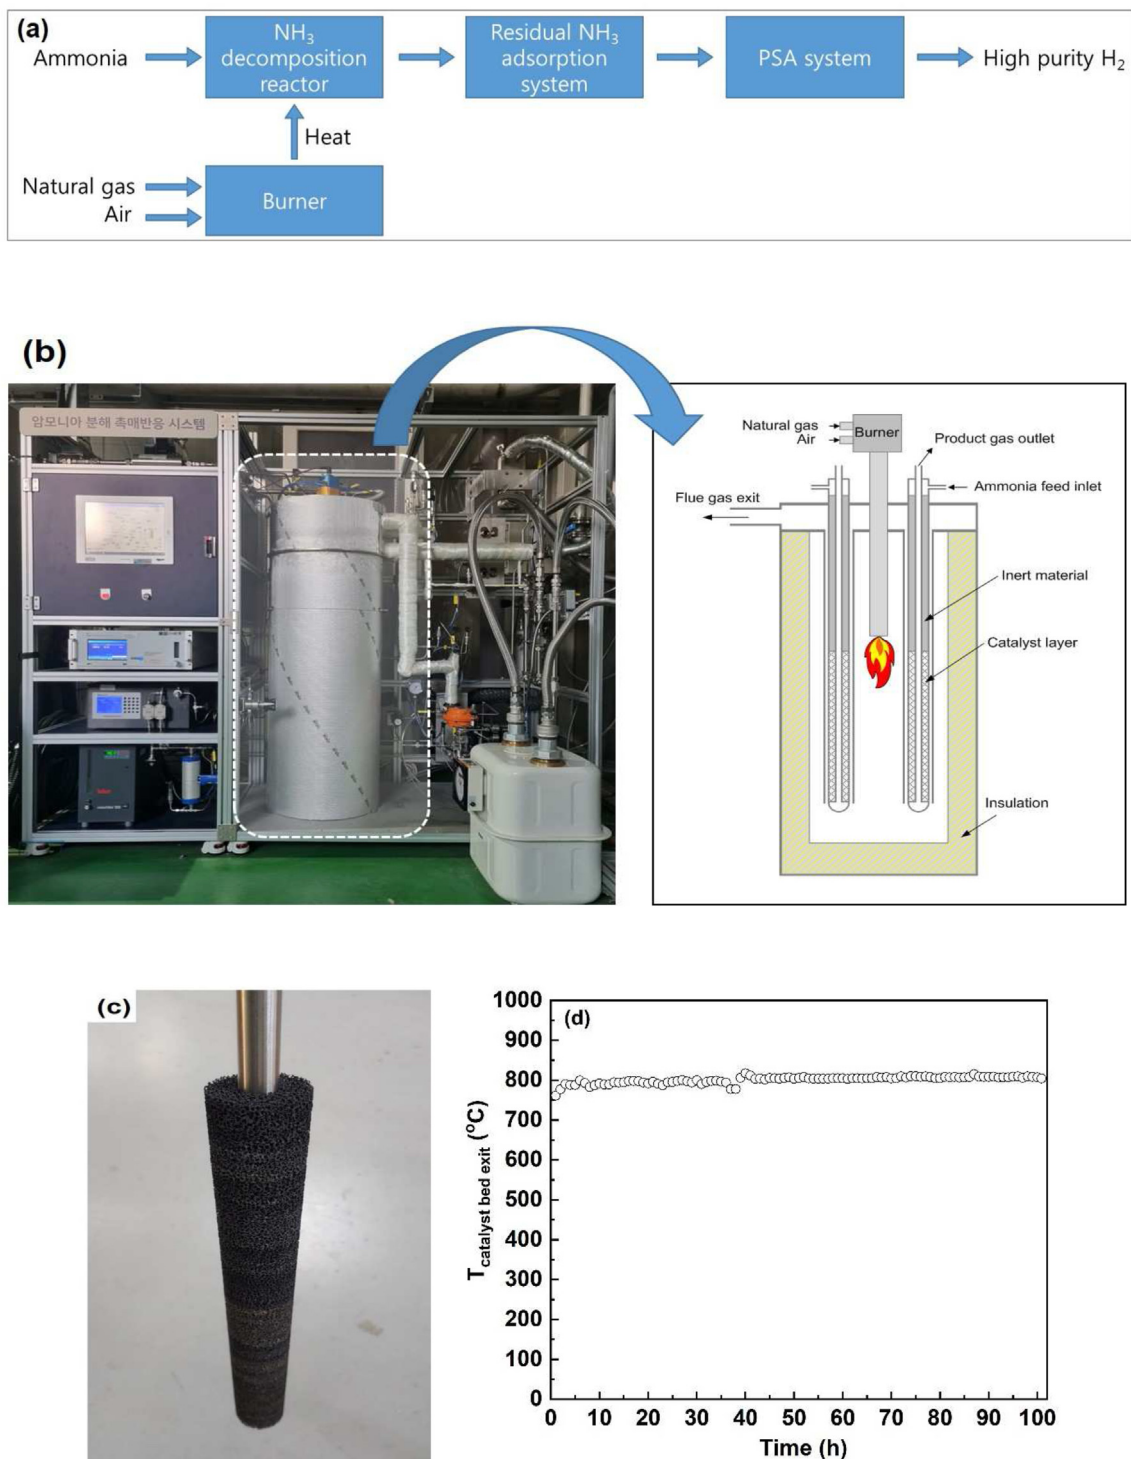 (a)
Ammonia
NH3
decomposition
reactor
Residual NH3
adsorption
system
PSA system
High purity H2
Heat
Natural gas
Air
Burner
(b)
암모니아 분해 촉매반응 시스템
Natural gas
Air
Burner
Product gas outlet
Ammonia feed inlet
Flue gas exit
Inert material
Catalyst layer
Insulation
(c)
(d)
1000
900
800
700
600
500
400
300
200
100
0
T catalyst bed exit (°C)
0 10 20 30 40 50 60 70 80 90 100
Time (h)